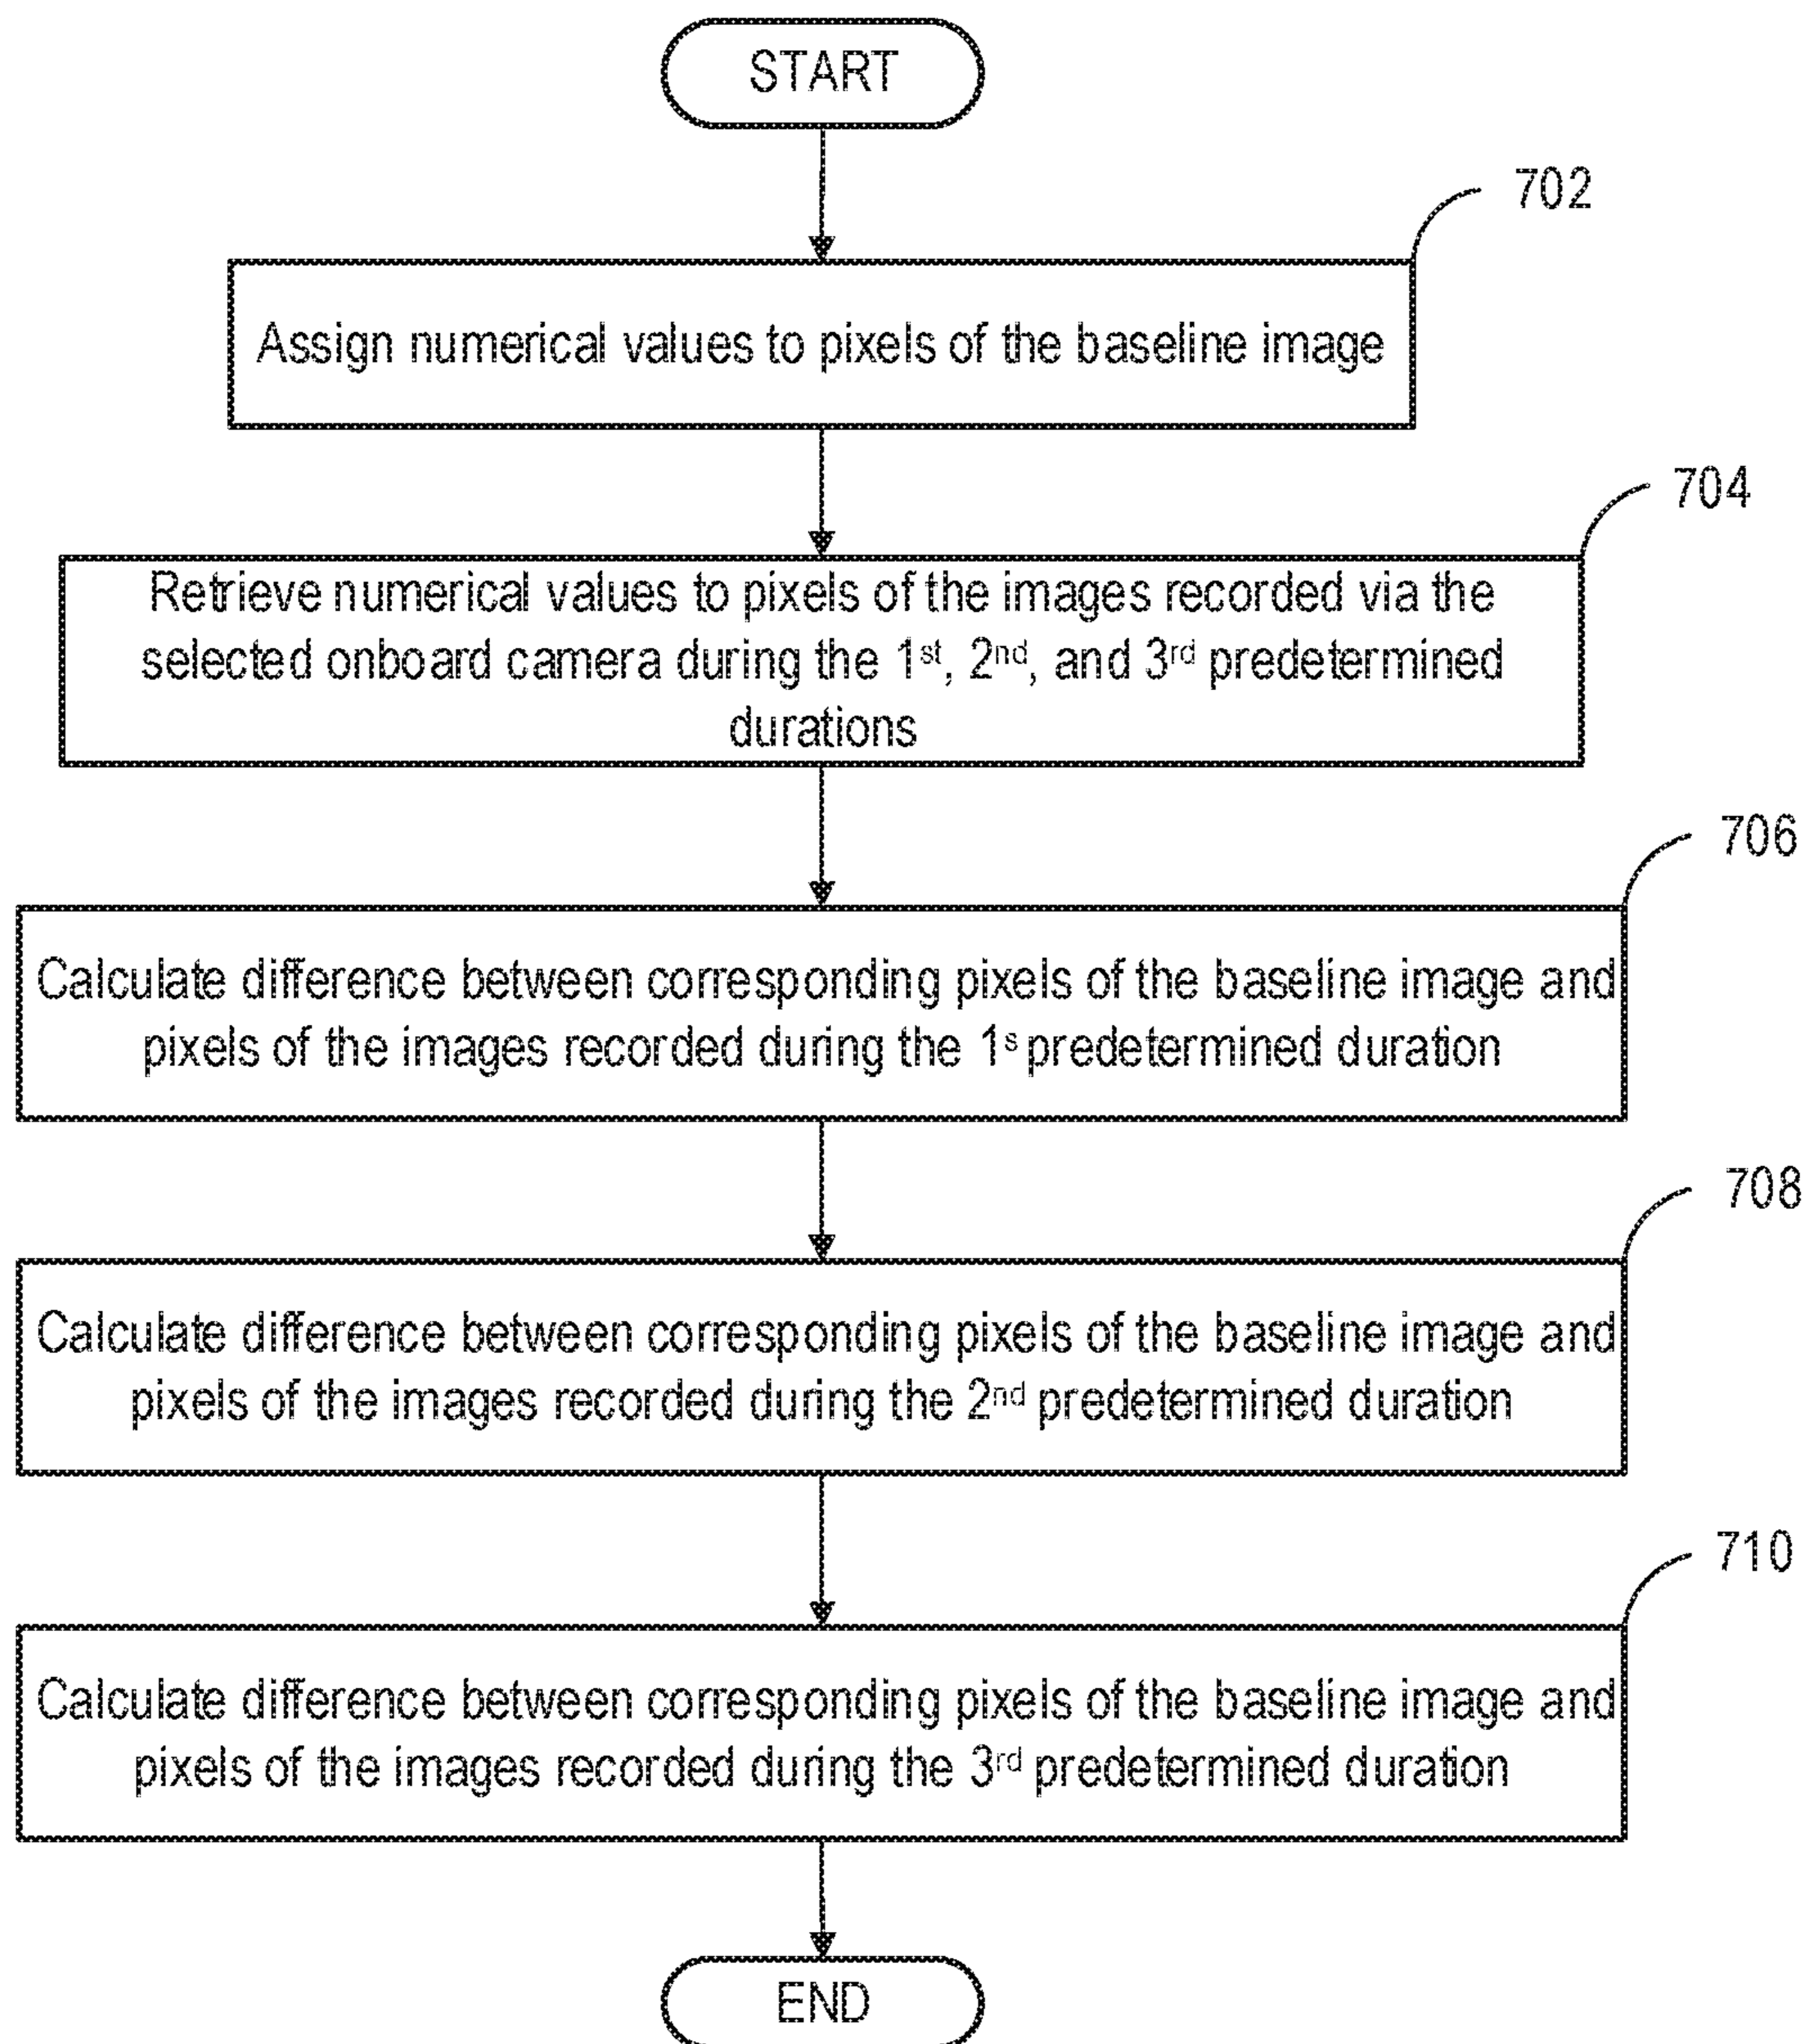 START
702
Assign numerical values to pixels of the baseline image
704
Retrieve numerical values to pixels of the images recorded via the
selected onboard camera during the 1st, 2nd, and 3rd predetermined
durations
706
Calculate difference between corresponding pixels of the baseline image and
pixels of the images recorded during the 1s predetermined duration
708
Calculate difference between corresponding pixels of the baseline image and
pixels of the images recorded during the 2nd predetermined duration
710
Calculate difference between corresponding pixels of the baseline image and
pixels of the images recorded during the 3rd predetermined duration
END